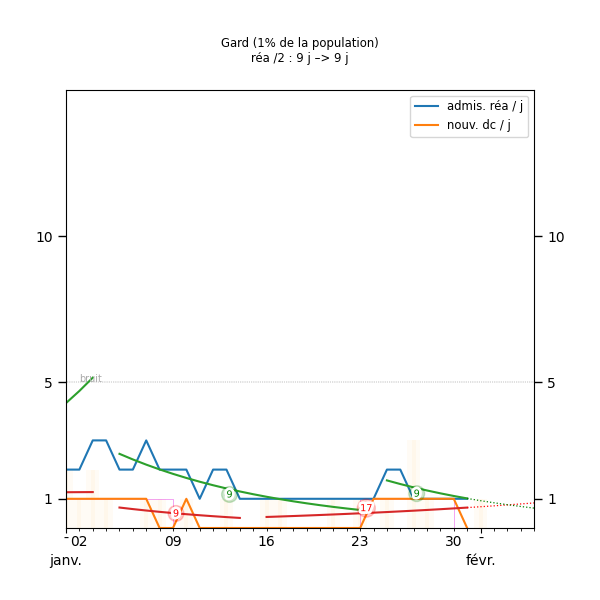 Gard (1% de la population)
réa /2 : 9 j –> 9 j
admis. réa / j
nouv. dc / j
10
10
bruit
5
5
9
9
1
1
9
17
02
09
16
23
30
janv.
févr.